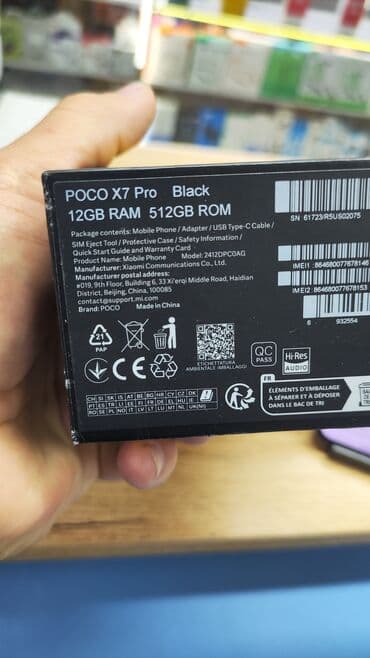 POCO X7 Pro Black
12GB RAM 512GB ROM
Package contents: Mobile Phone / Adapter / USB Type-C Cable /
SIM Eject Tool / Protective Case / Safety Information /
Quick Start Guide and Warranty Card
Product Name: Mobile Phone Model: 2412DPC0AG
Manufacturer: Xiaomi Communications Co., Ltd.
Manufacturer postal address:
#019, 9th Floor, Building 6, 33 Xi'erqi Middle Road, Haidian
District, Beijing, China, 100085
contact@support.mi.com
Brand: POCO Made in China
SN 61723/R5US02075
IMEI1 :864680077678146
IMEI2 :864680077678153
6 932554
21
PAP
CE
ETICHETTATURA
AMBIENTALE IMBALLAGGI
QC
PASS
Hi-Res
AUDIO
FR
ÉLÉMENTS D'EMBALLAGE
À SÉPARER ET À DÉPOSER
DANS LE BAC DE TRI